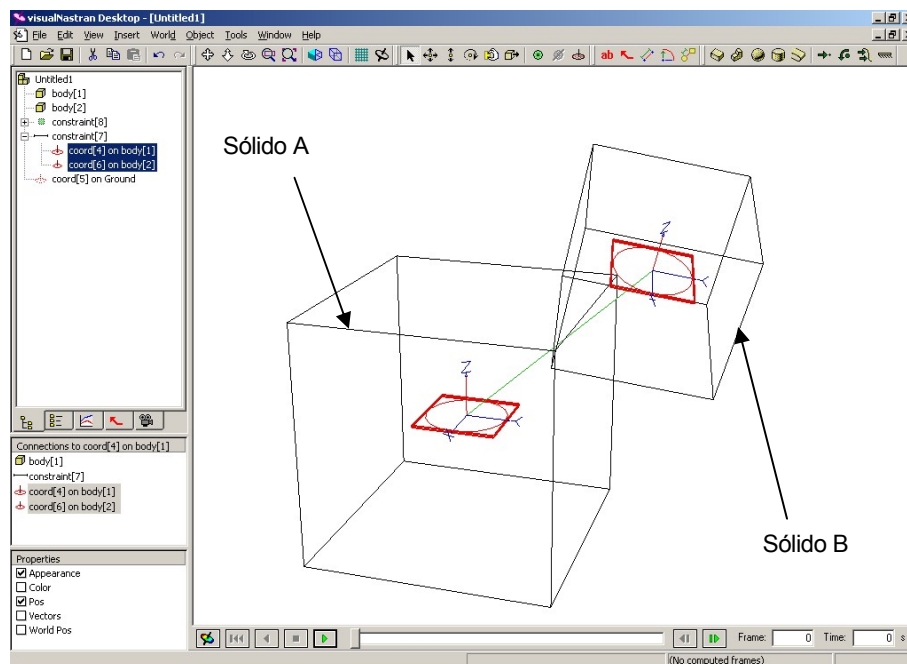 visualNastran Desktop - [Untitled1]
File Edit View Insert World Object Tools Window Help
ab
Untitled1
body[1]
body[2]
constraint[8]
constraint[7]
coord[4] on body[1]
coord[6] on body[2]
coord[5] on Ground
Connections to coord[4] on body[1]
body[1]
constraint[7]
coord[4] on body[1]
coord[6] on body[2]
Properties
Appearance
Color
Pos
Vectors
World Pos
Sólido A
Z
Y
X
Z
Y
Sólido B
Frame: 0 Time: 0 s
(No computed frames)